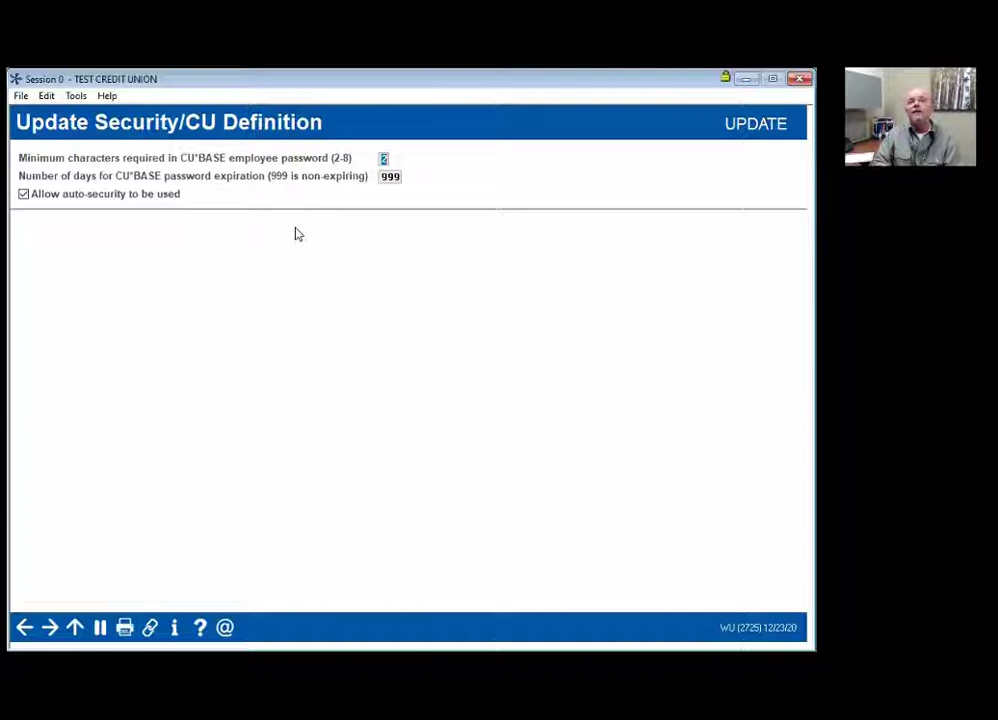 Session 0 - TEST CREDIT UNION
File Edit Tools Help
Update Security/CU Definition
UPDATE
Minimum characters required in CU*BASE employee password (2-8) 2
Number of days for CU*BASE password expiration (999 is non-expiring) 999
Allow auto-security to be used
WU (2725) 12/23/20